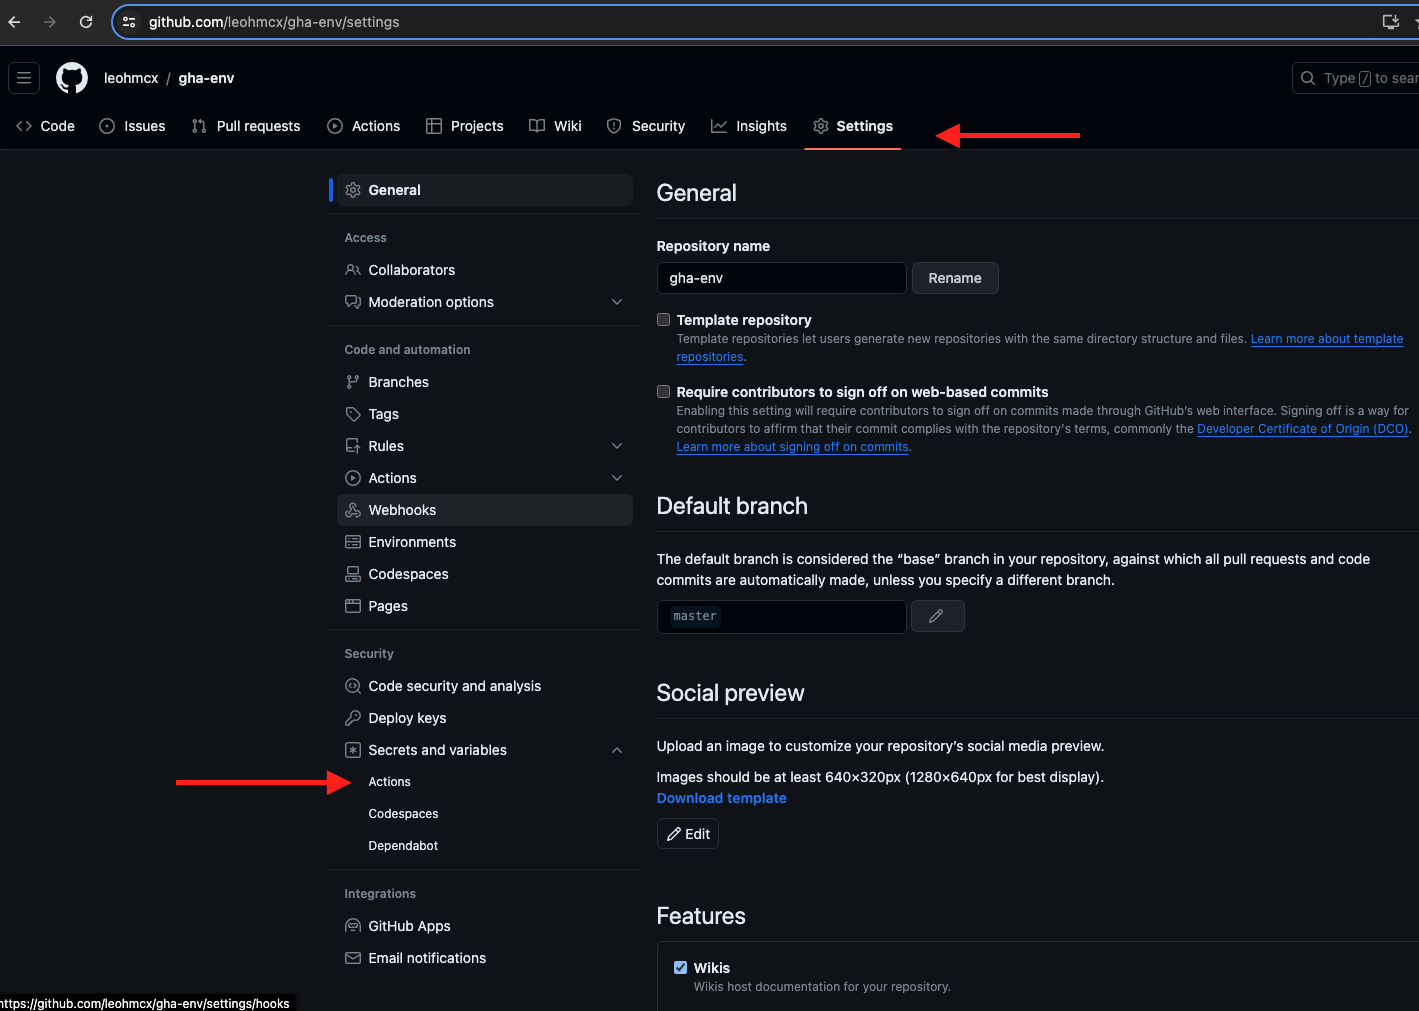 github.com/leohmcx/gha-env/settings
leohmcx / gha-env
Type / to sear
Code Issues Pull requests Actions Projects Wiki Security Insights Settings
General
Access
Collaborators
Moderation options
Code and automation
Branches
Tags
Rules
Actions
Webhooks
Environments
Codespaces
Pages
Security
Code security and analysis
Deploy keys
Secrets and variables
Actions
Codespaces
Dependabot
Integrations
GitHub Apps
Email notifications
General
Repository name
gha-env Rename
Template repository
Template repositories let users generate new repositories with the same directory structure and files. Learn more about template
repositories.
Require contributors to sign off on web-based commits
Enabling this setting will require contributors to sign off on commits made through GitHub's web interface. Signing off is a way for
contributors to affirm that their commit complies with the repository's terms, commonly the Developer Certificate of Origin (DCO).
Learn more about signing off on commits.
Default branch
The default branch is considered the “base” branch in your repository, against which all pull requests and code
commits are automatically made, unless you specify a different branch.
master
Social preview
Upload an image to customize your repository’s social media preview.
Images should be at least 640×320px (1280×640px for best display).
Download template
Edit
Features
Wikis
Wikis host documentation for your repository.
https://github.com/leohmcx/gha-env/settings/hooks